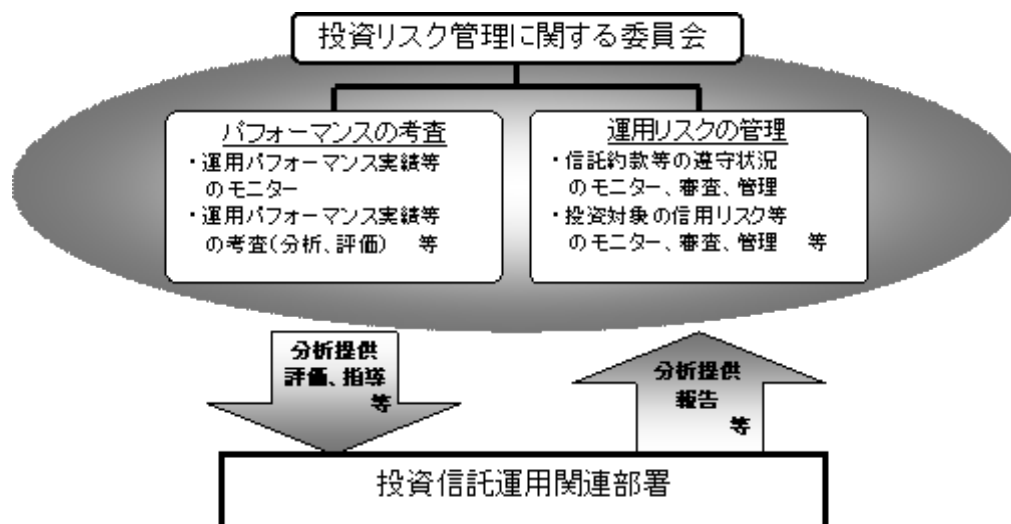 投資リスク管理に関する委員会
パフォーマンスの考査
・運用パフォーマンス実績等
のモニター
・運用パフォーマンス実績等
の考査(分析、評価) 等
運用リスクの管理
・信託約款等の遵守状況
のモニター、審査、管理
・投資対象の信用リスク等
のモニター、審査、管理 等
分析提供
評価、指導
等
分析提供
報告
等
投資信託運用関連部署